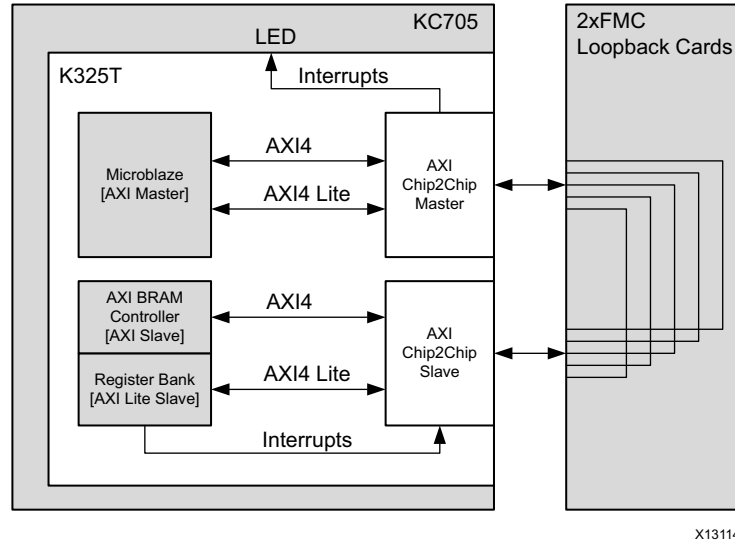 KC705
LED
2xFMC
Loopback Cards
K325T
Interrupts
Microblaze
[AXI Master]
AXI4
AXI4 Lite
AXI
Chip2Chip
Master
AXI BRAM
Controller
[AXI Slave]
Register Bank
[AXI Lite Slave]
AXI4
AXI4 Lite
Interrupts
AXI
Chip2Chip
Slave
X13114